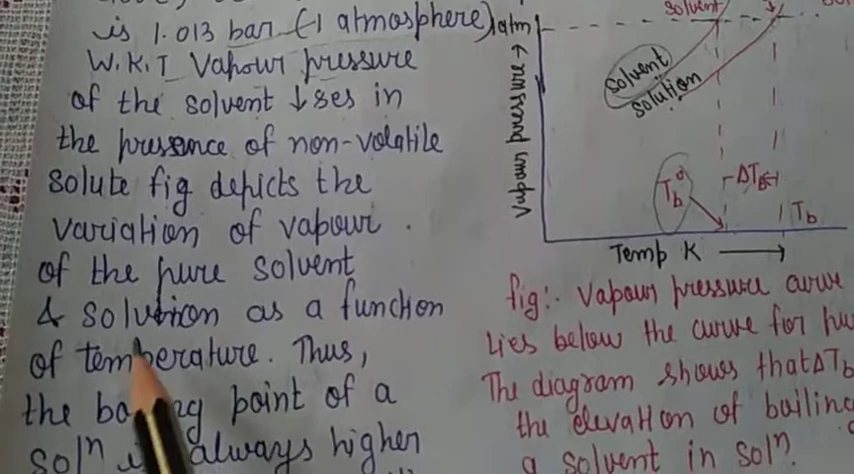 is 1.013 bar (1 atmosphere)
W.K.T Vapour pressure
of the solvent ↓ses in
the presence of non-volatile
solute fig depicts the
variation of vapour
of the pure solvent
& solution as a function
of temperature. Thus,
the point of a
solⁿ always higher
solvent
1atm
solvent
solution
Vapour pressure →
T°b
ΔTb
Tb
Temp K →
fig:- Vapour pressure curve
lies below the curve for
The diagram shows that ΔTb
the elevation of boiling
a solvent in solⁿ.